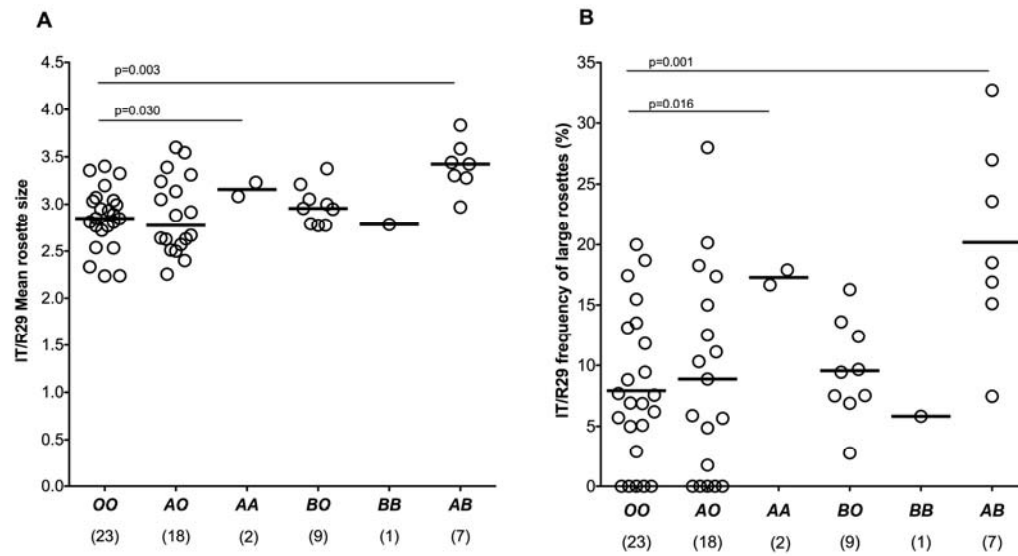 A
IT/R29 Mean rosette size
4.5
4.0
3.5
3.0
2.5
2.0
1.5
1.0
0.5
0.0
p=0.003
p=0.030
OO AO AA BO BB AB
(23) (18) (2) (9) (1) (7)
B
IT/R29 frequency of large rosettes (%)
35
30
25
20
15
10
5
0
p=0.001
p=0.016
OO AO AA BO BB AB
(23) (18) (2) (9) (1) (7)